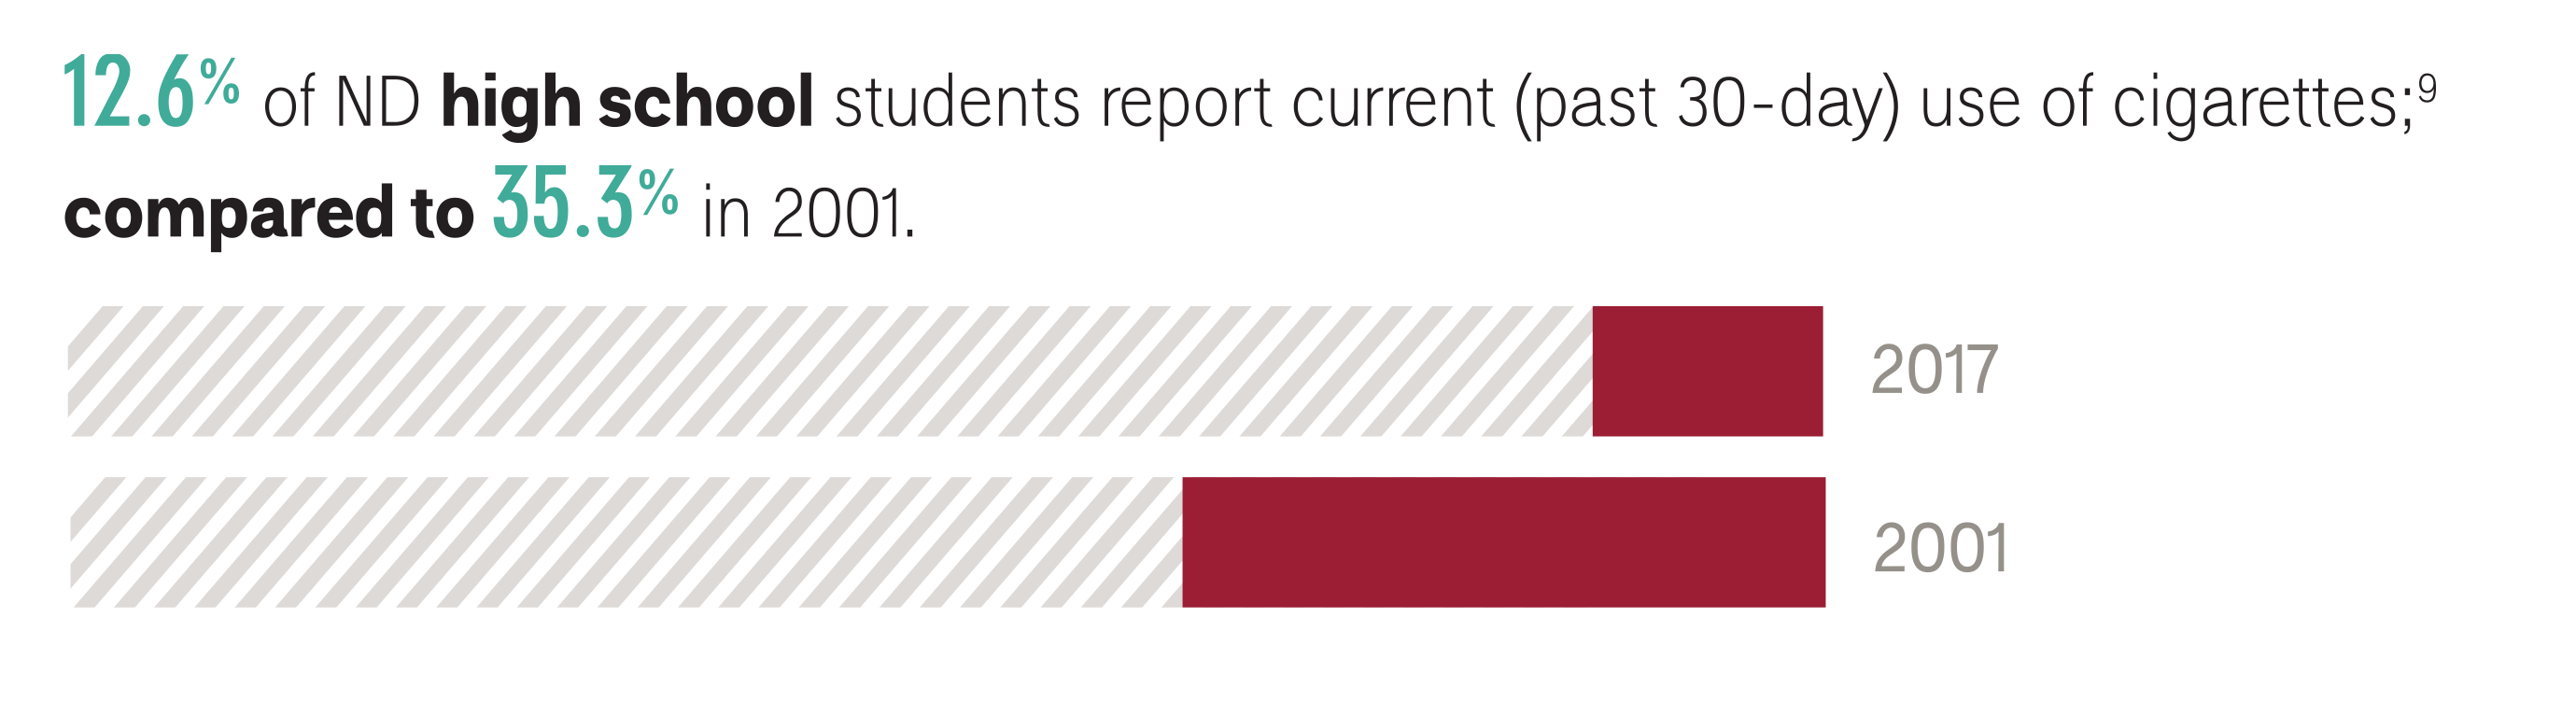 12.6% of ND high school students report current (past 30-day) use of cigarettes;9
compared to 35.3% in 2001.
2017
2001